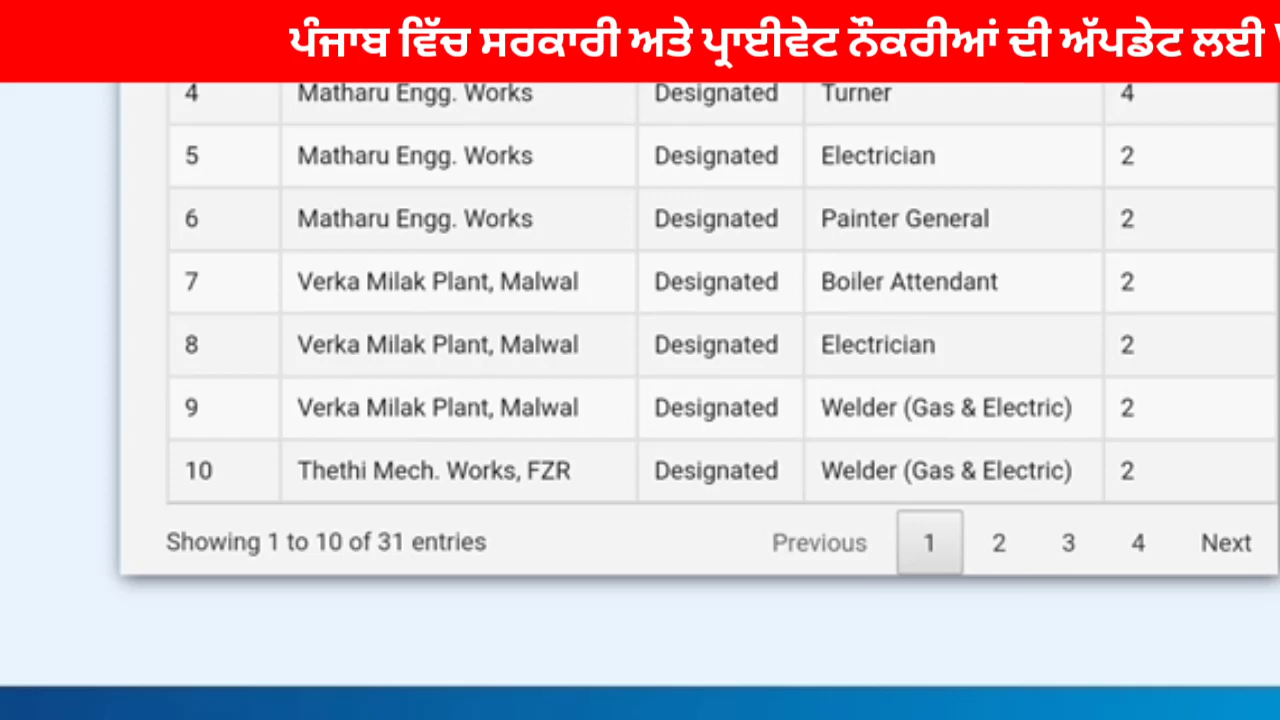 ਪੰਜਾਬ ਵਿੱਚ ਸਰਕਾਰੀ ਅਤੇ ਪ੍ਰਾਈਵੇਟ ਨੌਕਰੀਆਂ ਦੀ ਅੱਪਡੇਟ ਲਈ
4 Matharu Engg. Works Designated Turner 4
5 Matharu Engg. Works Designated Electrician 2
6 Matharu Engg. Works Designated Painter General 2
7 Verka Milak Plant, Malwal Designated Boiler Attendant 2
8 Verka Milak Plant, Malwal Designated Electrician 2
9 Verka Milak Plant, Malwal Designated Welder (Gas & Electric) 2
10 Thethi Mech. Works, FZR Designated Welder (Gas & Electric) 2
Showing 1 to 10 of 31 entries Previous 1 2 3 4 Next